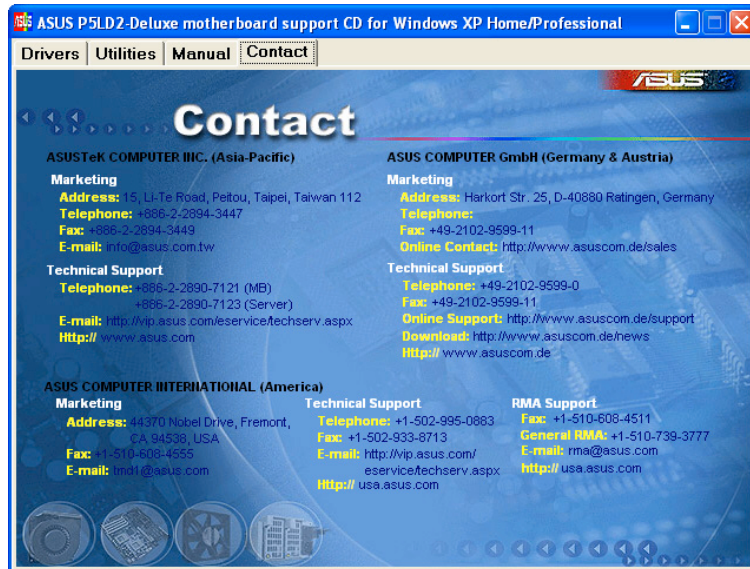 ASUS P5LD2-Deluxe motherboard support CD for Windows XP Home/Professional
Drivers Utilities Manual Contact
ASUS
Contact
ASUSTeK COMPUTER INC. (Asia-Pacific)
Marketing
Address: 15, Li-Te Road, Peitou, Taipei, Taiwan 112
Telephone: +886-2-2894-3447
Fax: +886-2-2894-3449
E-mail: info@asus.com.tw
Technical Support
Telephone: +886-2-2890-7121 (MB)
+886-2-2890-7123 (Server)
E-mail: http://vip.asus.com/eservice/techserv.aspx
Http:// www.asus.com
ASUS COMPUTER GmbH (Germany & Austria)
Marketing
Address: Harkort Str. 25, D-40880 Ratingen, Germany
Telephone:
Fax: +49-2102-9599-11
Online Contact: http://www.asuscom.de/sales
Technical Support
Telephone: +49-2102-9599-0
Fax: +49-2102-9599-11
Online Support: http://www.asuscom.de/support
Download: http://www.asuscom.de/news
Http:// www.asuscom.de
ASUS COMPUTER INTERNATIONAL (America)
Marketing
Address: 44370 Nobel Drive, Fremont,
CA 94538, USA
Fax: +1-510-608-4555
E-mail: tmd1@asus.com
Technical Support
Telephone: +1-502-995-0883
Fax: +1-502-933-8713
E-mail: http://vip.asus.com/
eservice/techserv.aspx
Http:// usa.asus.com
RMA Support
Fax: +1-510-608-4511
General RMA: +1-510-739-3777
E-mail: rma@asus.com
http:// usa.asus.com